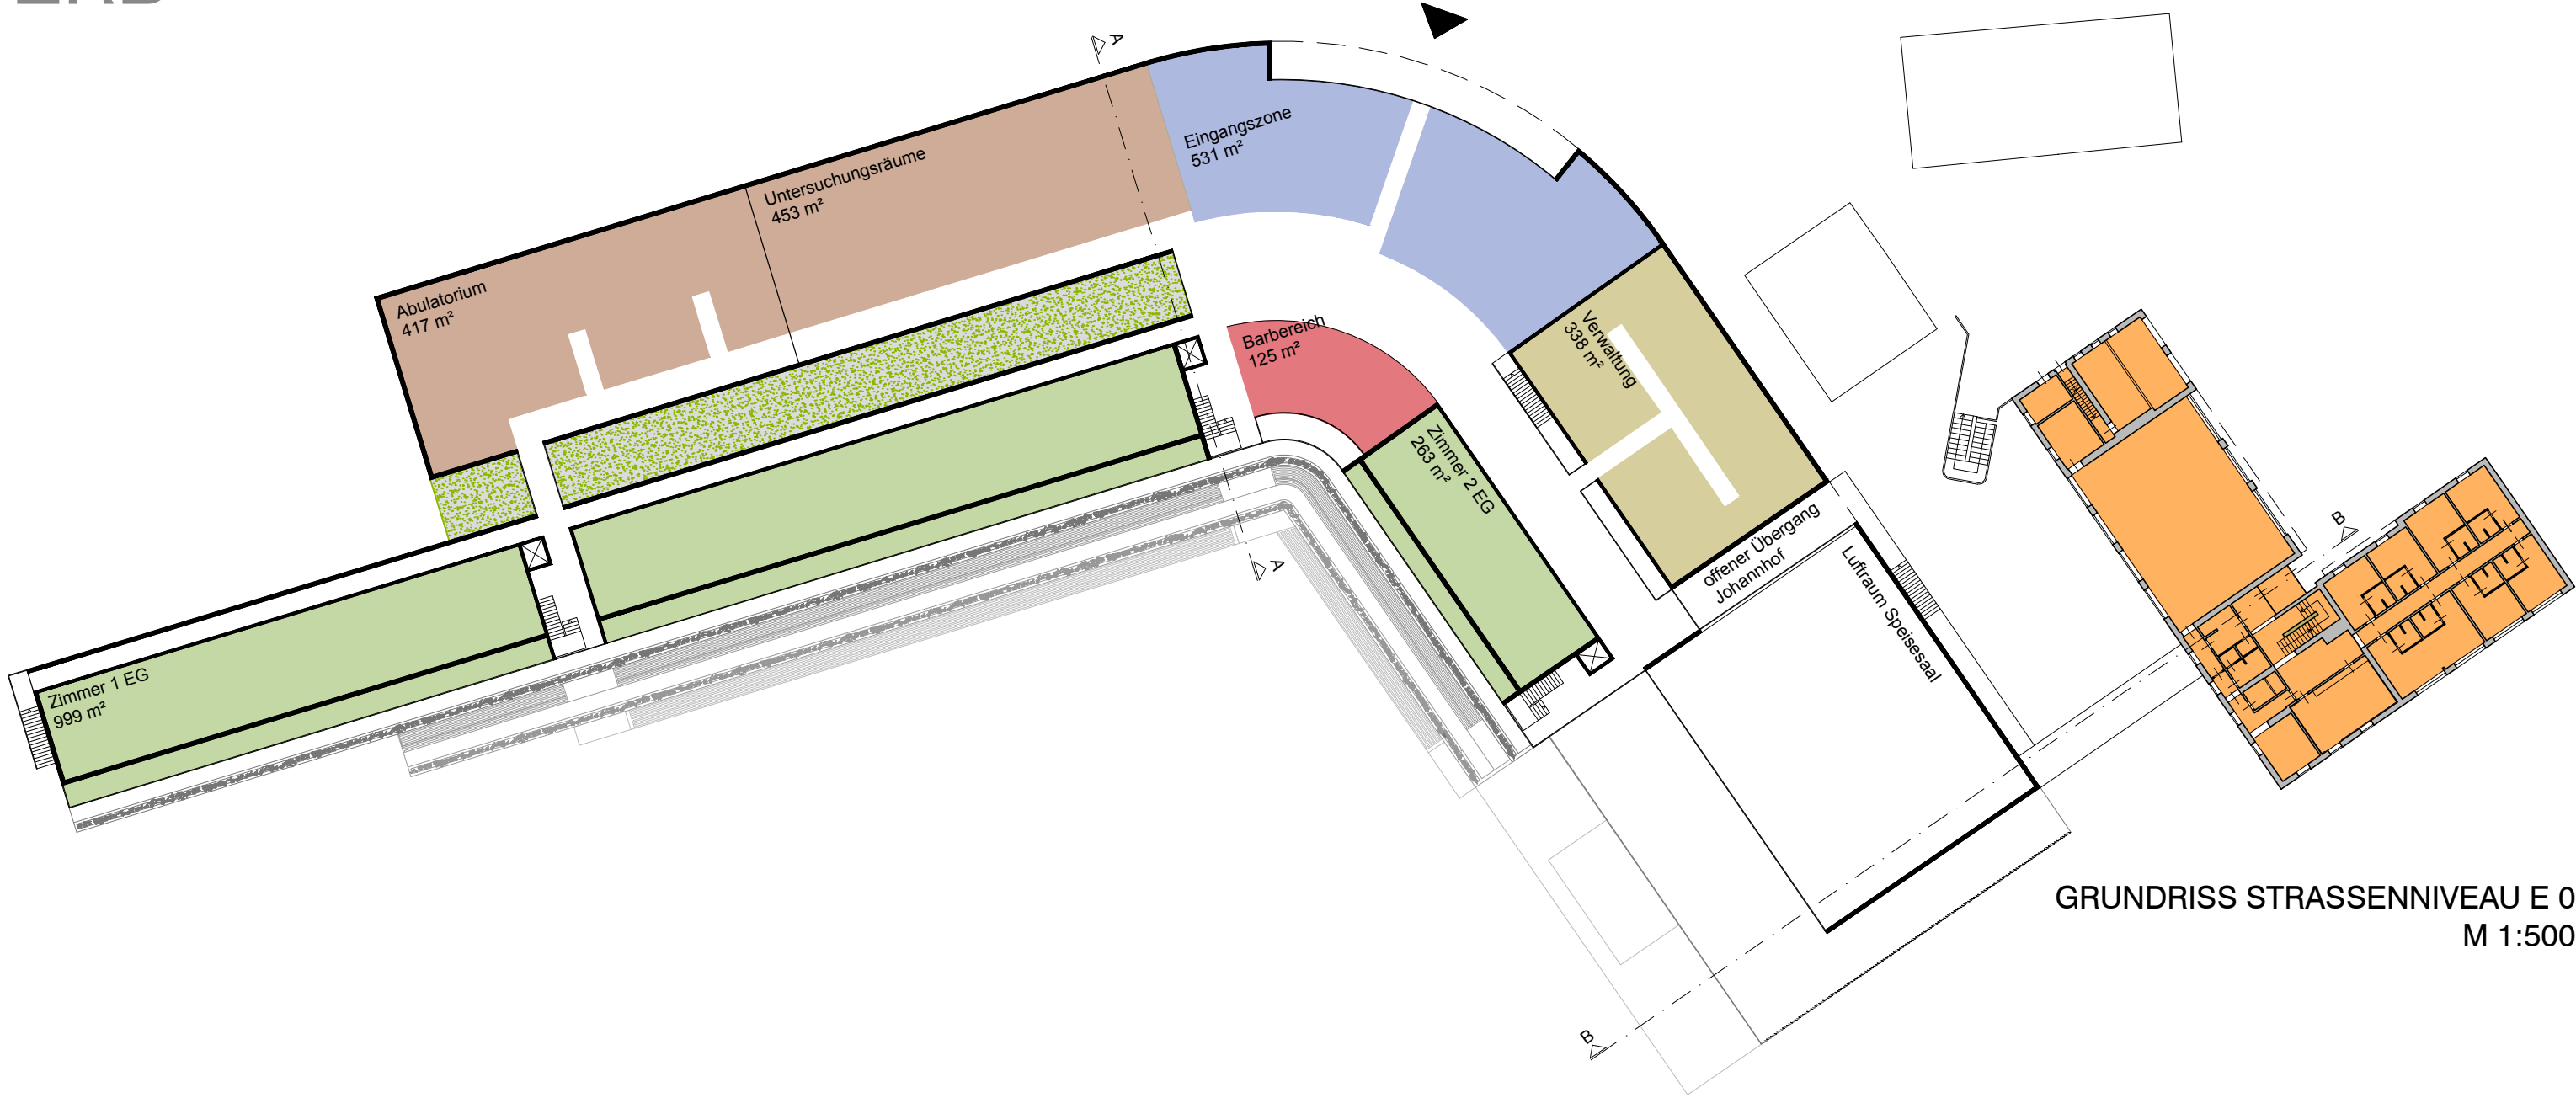 A
Eingangszone
531 m²
Untersuchungsräume
453 m²
Abulatorium
417 m²
Barbereich
125 m²
Verwaltung
338 m²
Zimmer 2 EG
263 m²
offener Übergang
Johannhof
Luftraum Speisesaal
B
A
Zimmer 1 EG
999 m²
GRUNDRISS STRASSENNIVEAU E 0
M 1:500
B